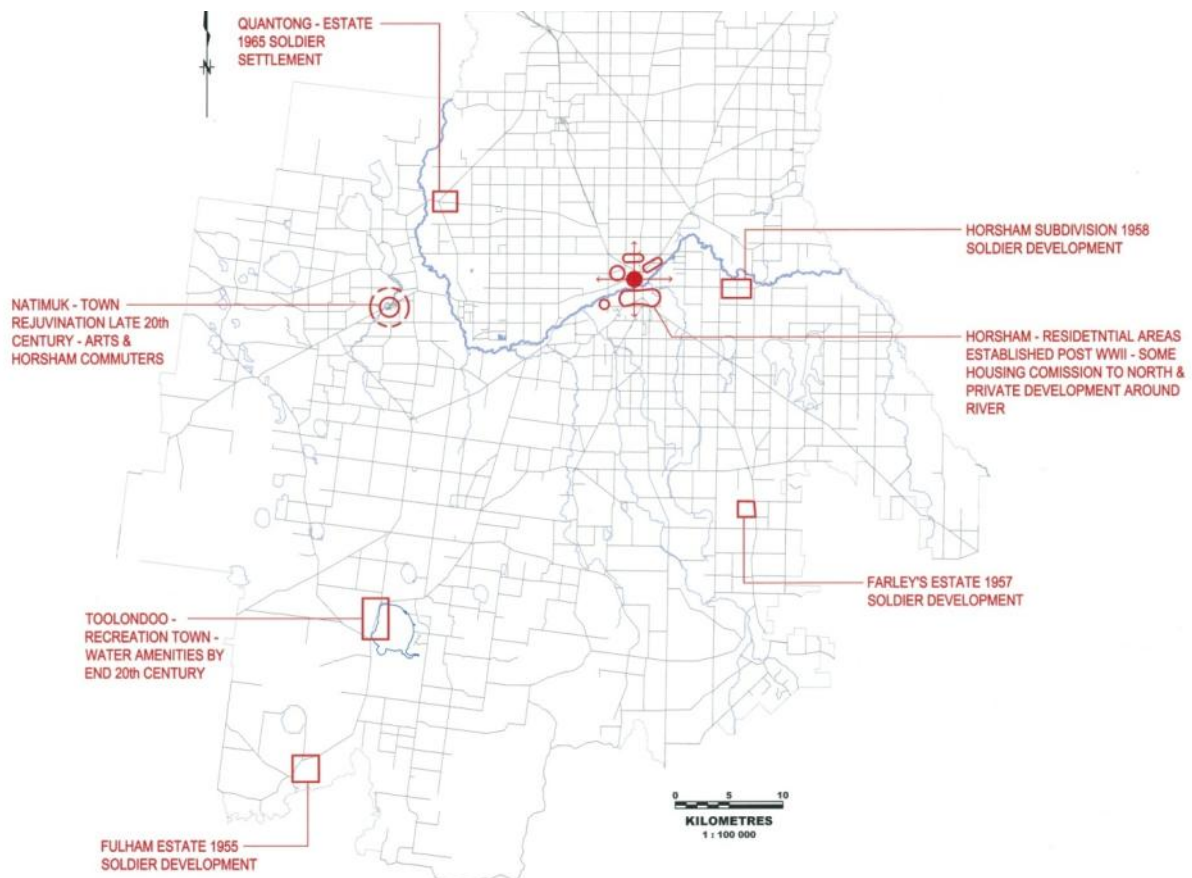 QUANTONG - ESTATE
1965 SOLDIER
SETTLEMENT
N
HORSHAM SUBDIVISION 1958
SOLDIER DEVELOPMENT
NATIMUK - TOWN
REJUVINATION LATE 20th
CENTURY - ARTS &
HORSHAM COMMUTERS
HORSHAM - RESIDETNTIAL AREAS
ESTABLISHED POST WWII - SOME
HOUSING COMISSION TO NORTH &
PRIVATE DEVELOPMENT AROUND
RIVER
FARLEY'S ESTATE 1957
SOLDIER DEVELOPMENT
TOOLONDOO -
RECREATION TOWN -
WATER AMENITIES BY
END 20th CENTURY
0 5 10
KILOMETRES
1 : 100 000
FULHAM ESTATE 1955
SOLDIER DEVELOPMENT